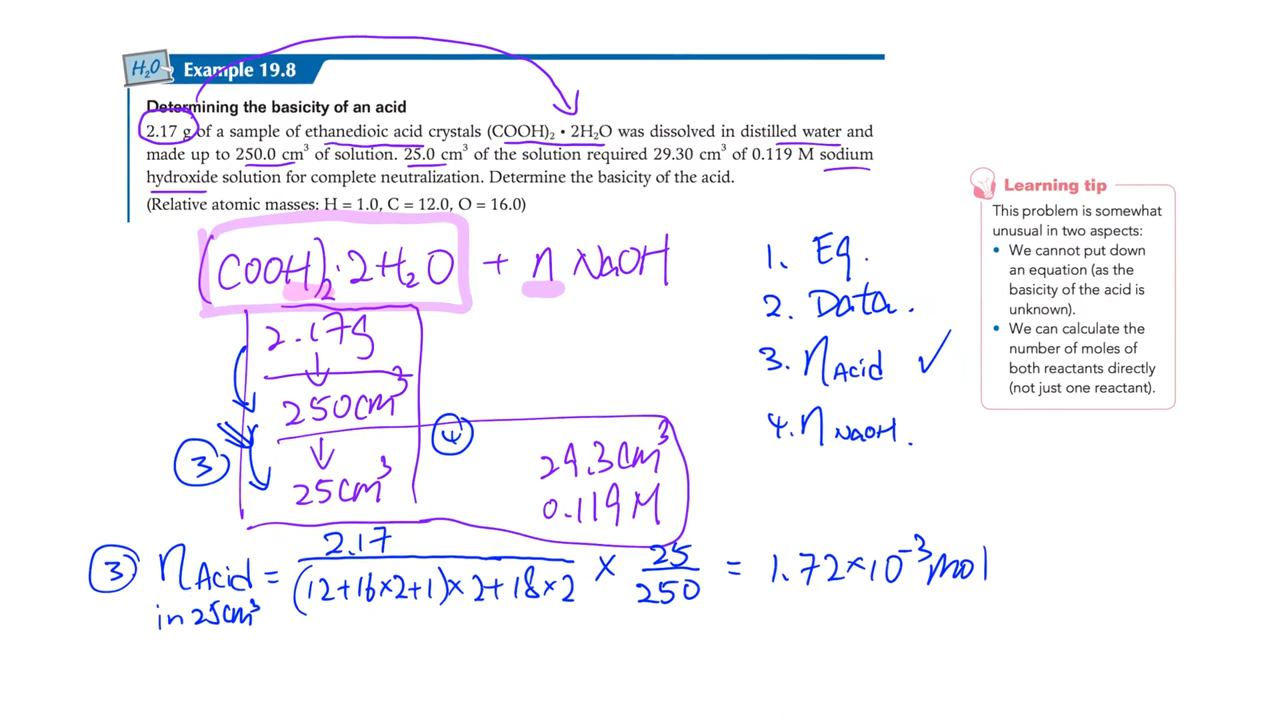 H₂O
Example 19.8
Determining the basicity of an acid
2.17 g of a sample of ethanedioic acid crystals (COOH)₂ • 2H₂O was dissolved in distilled water and
made up to 250.0 cm³ of solution. 25.0 cm³ of the solution required 29.30 cm³ of 0.119 M sodium
hydroxide solution for complete neutralization. Determine the basicity of the acid.
(Relative atomic masses: H = 1.0, C = 12.0, O = 16.0)
Learning tip
This problem is somewhat
unusual in two aspects:
• We cannot put down
an equation (as the
basicity of the acid is
unknown).
• We can calculate the
number of moles of
both reactants directly
(not just one reactant).
(COOH)₂·2H₂O + n NaOH
1. Eq.
2. Data.
3. n Acid ✓
4. n NaOH.
2.17g
↓
250cm³
↓
25cm³
③
④
29.3cm³
0.119M
③ n Acid = 2.17 / (12+16×2+1)×2+18×2 × 25/250 = 1.72×10⁻³mol
in 25cm³